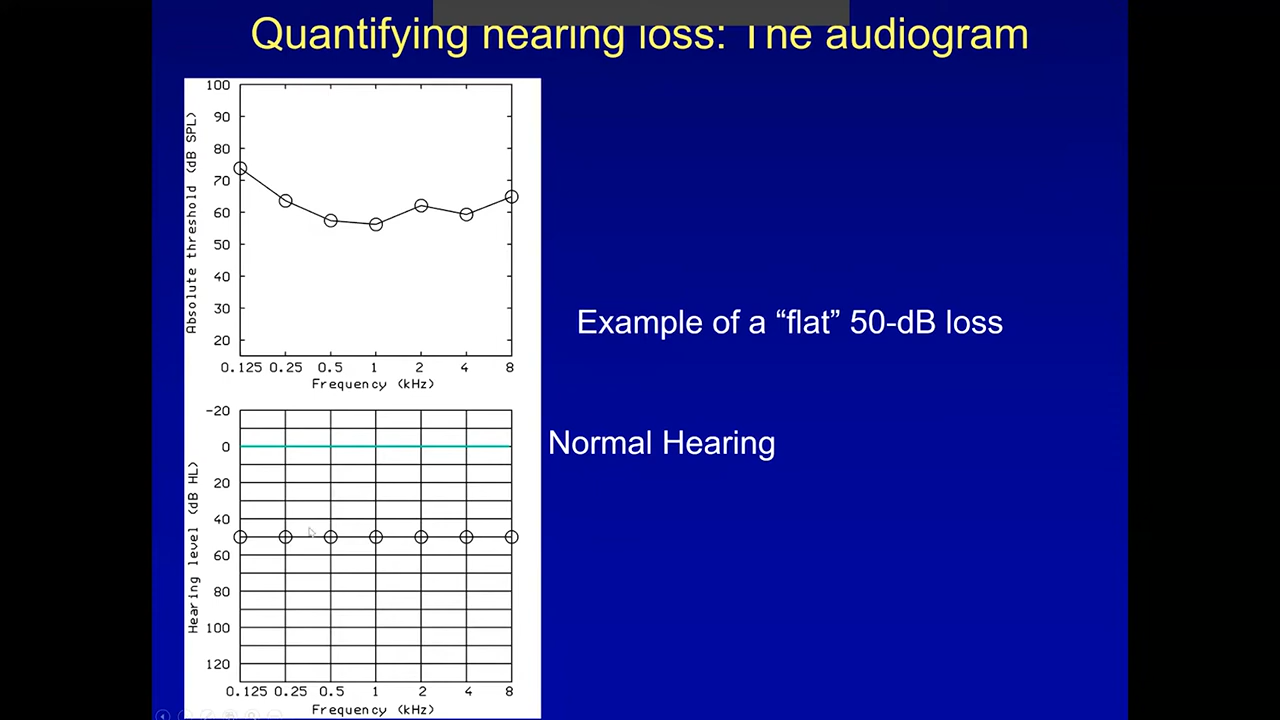 Quantifying hearing loss: The audiogram
100
90
80
70
60
50
40
30
20
Absolute threshold (dB SPL)
0.125 0.25 0.5 1 2 4 8
Frequency (kHz)
Example of a “flat” 50-dB loss
-20
0
20
40
60
80
100
120
Hearing level (dB HL)
Normal Hearing
0.125 0.25 0.5 1 2 4 8
Frequency (kHz)